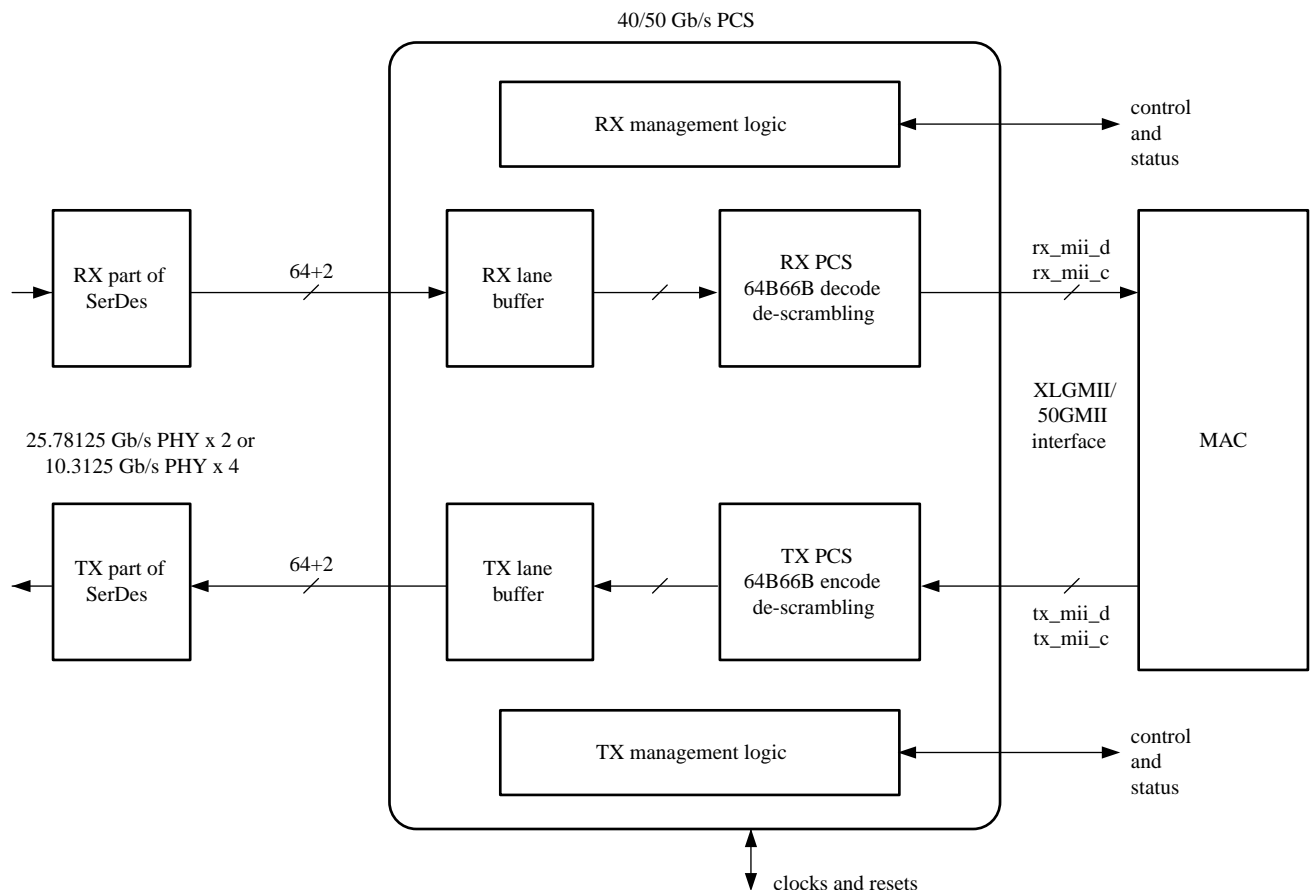 40/50 Gb/s PCS
RX management logic
control
and
status
RX part of
SerDes
64+2
RX lane
buffer
RX PCS
64B66B decode
de-scrambling
rx_mii_d
rx_mii_c
XLGMII/
50GMII
interface
MAC
25.78125 Gb/s PHY x 2 or
10.3125 Gb/s PHY x 4
TX part of
SerDes
64+2
TX lane
buffer
TX PCS
64B66B encode
de-scrambling
tx_mii_d
tx_mii_c
TX management logic
control
and
status
clocks and resets